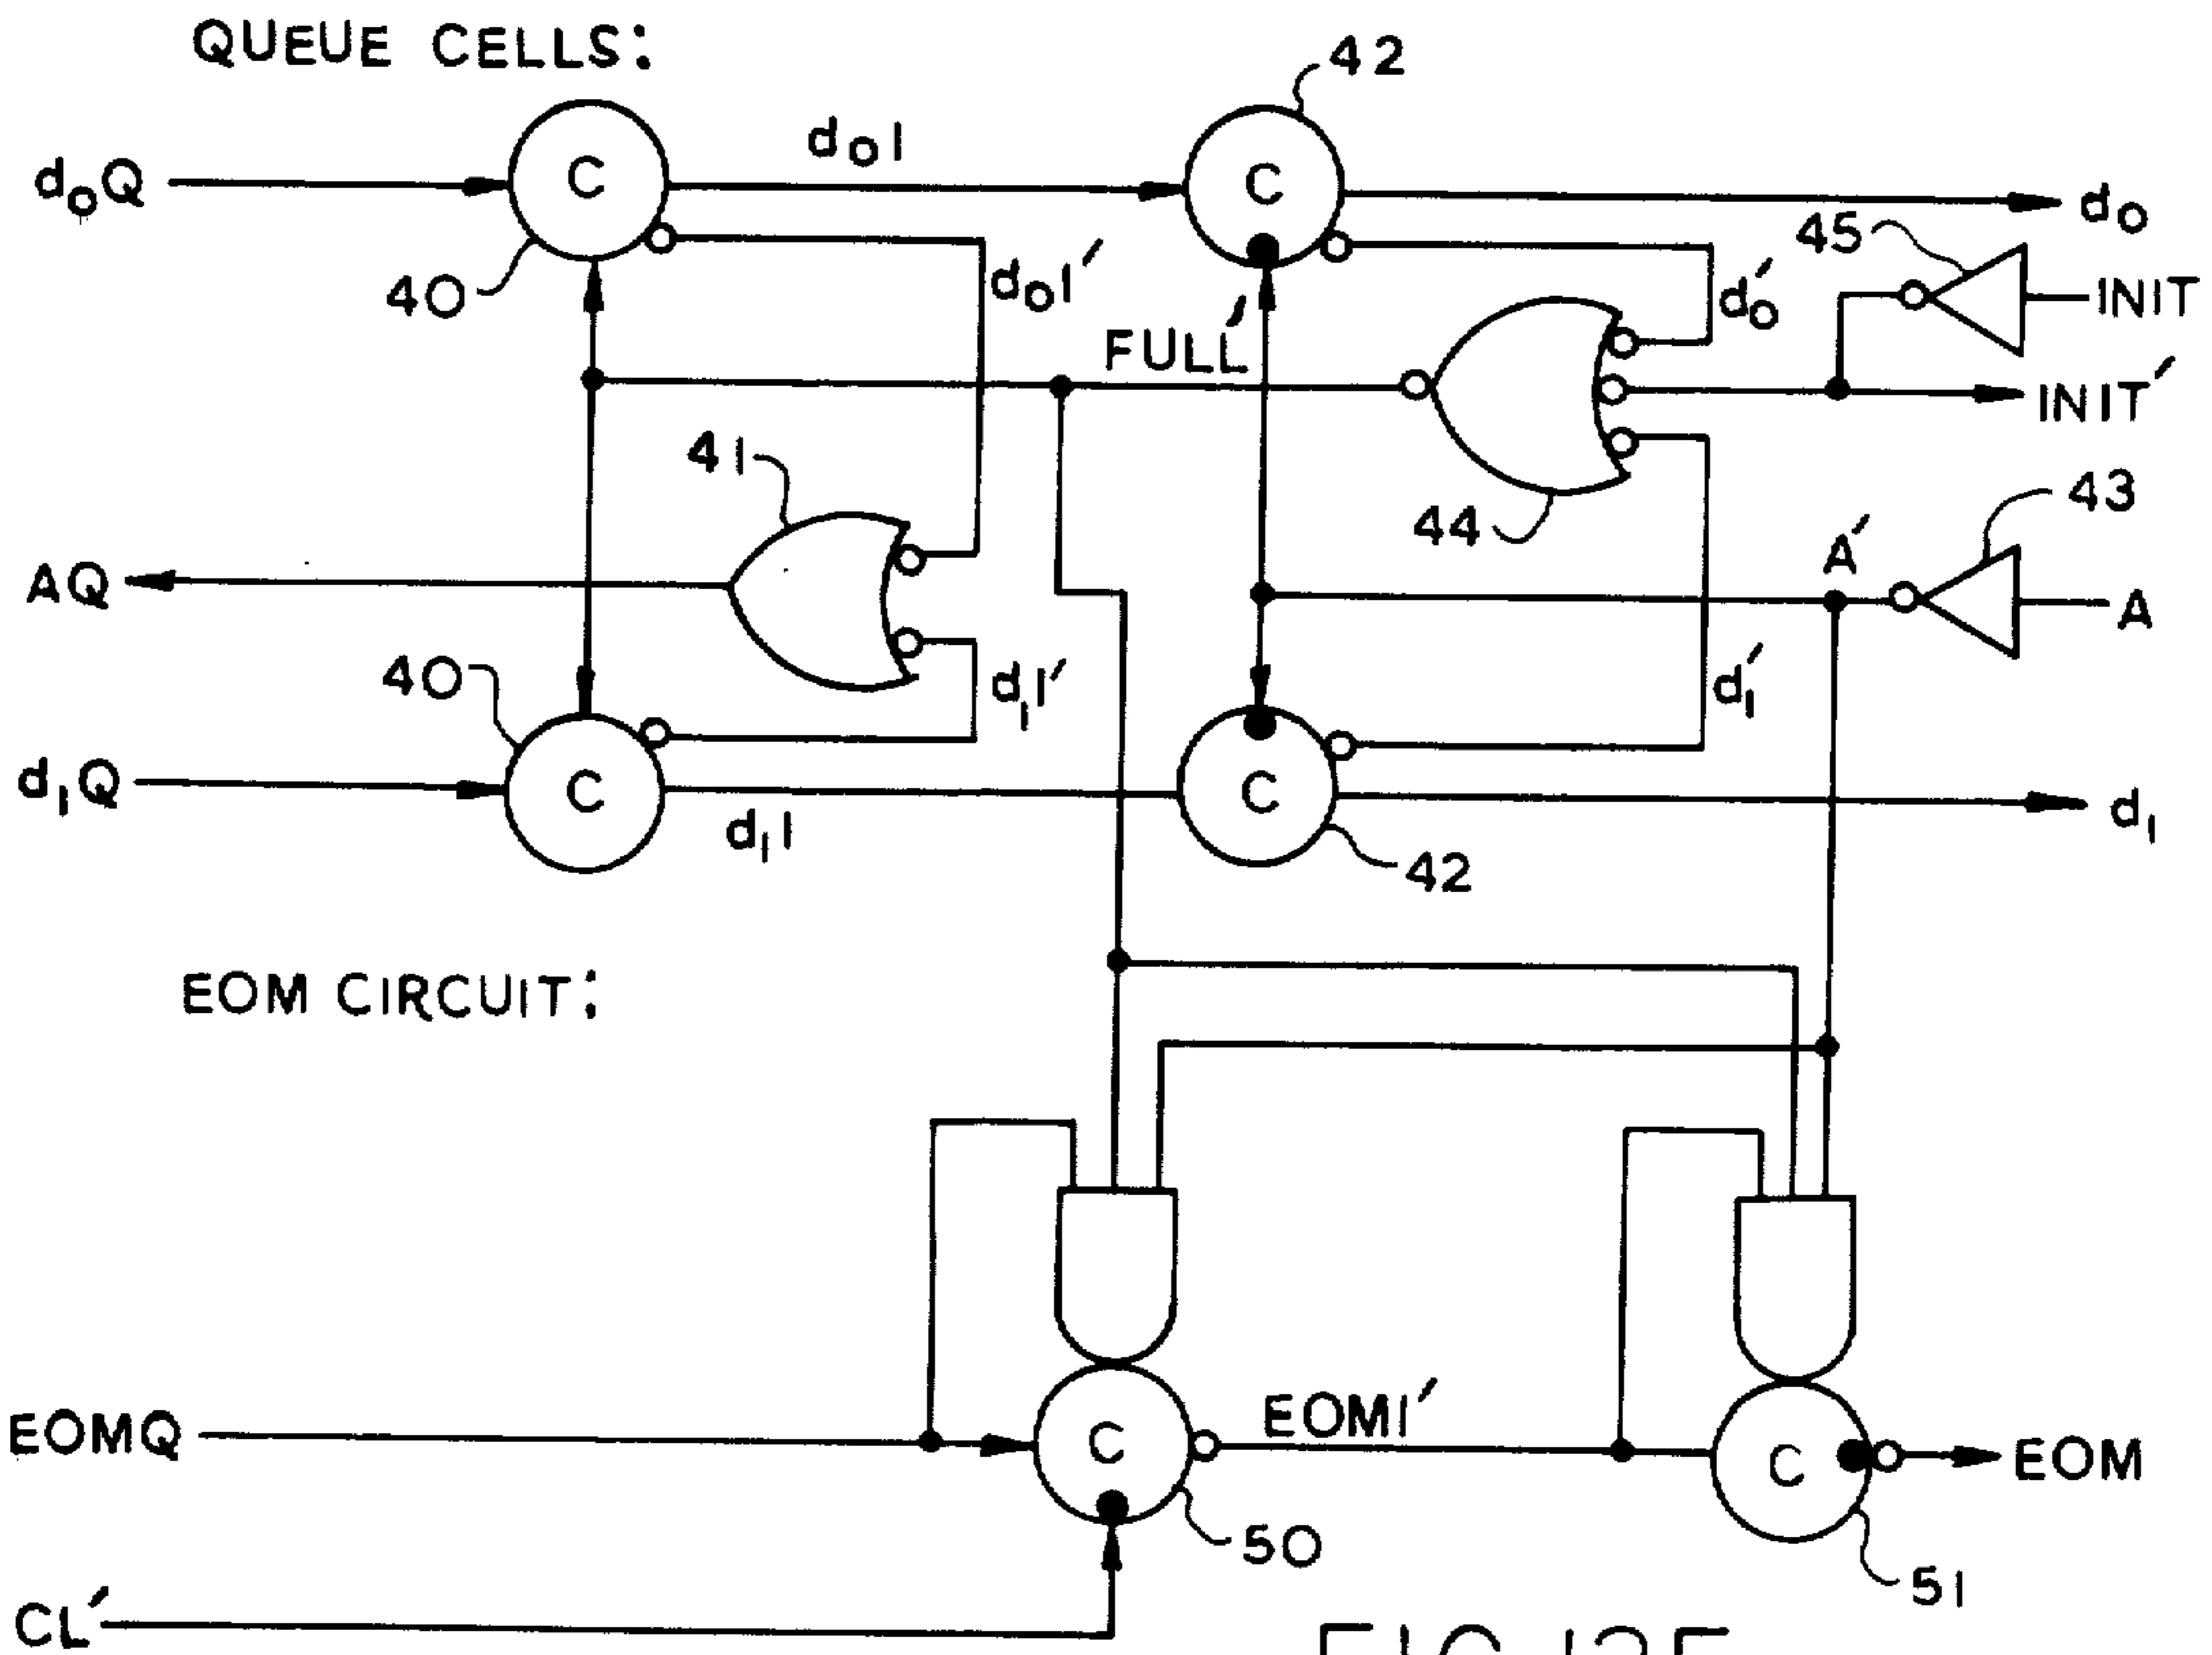 QUEUE CELLS:
42
d₀1
d₀Q
C
C
d₀
45
40
d₀1′
d₀′
INIT
FULL′
INIT′
41
44
43
A′
AQ
A
40
d₁1′
d₁′
d₁Q
C
C
d₁
d₁1
42
EOM CIRCUIT:
EOMQ
C
EOM1′
C
EOM
50
51
CL′